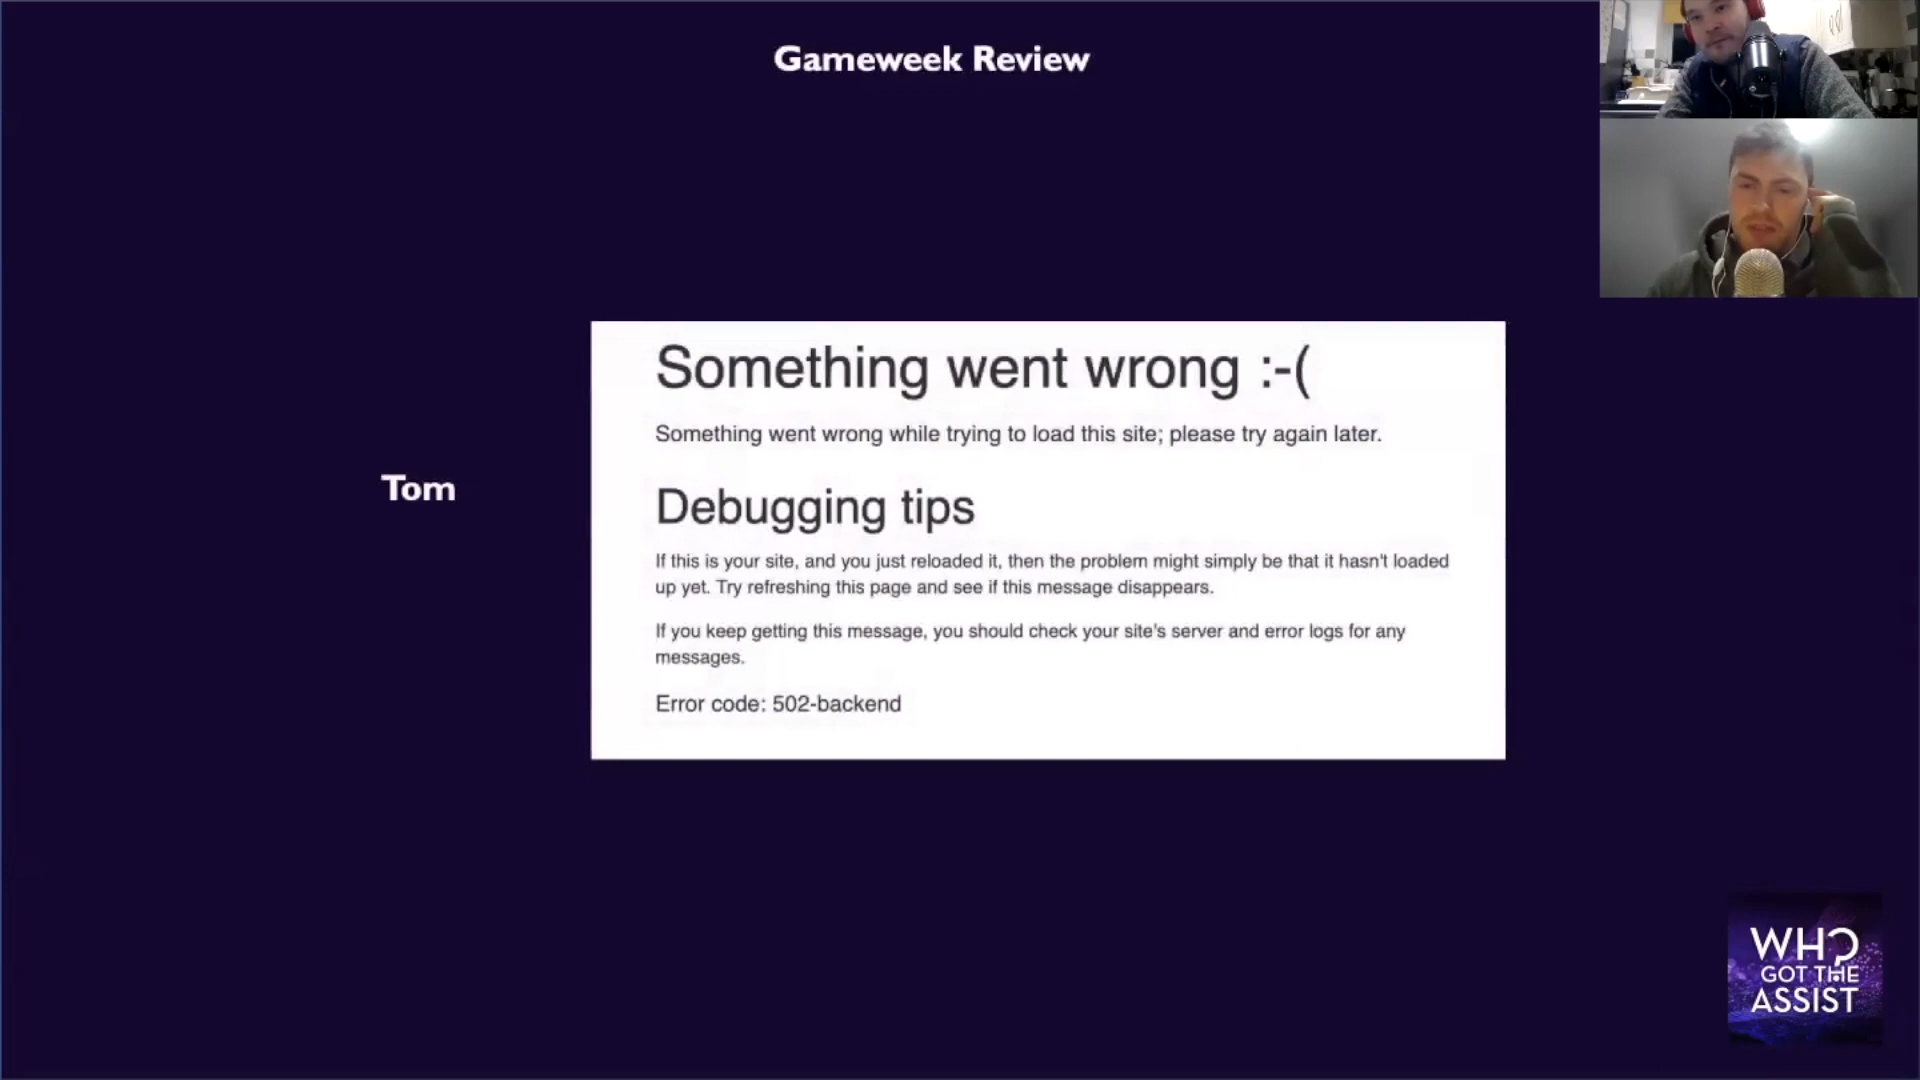 Gameweek Review
Tom
Something went wrong :-(
Something went wrong while trying to load this site; please try again later.
Debugging tips
If this is your site, and you just reloaded it, then the problem might simply be that it hasn't loaded
up yet. Try refreshing this page and see if this message disappears.
If you keep getting this message, you should check your site's server and error logs for any
messages.
Error code: 502-backend
WH?
GOT THE
ASSIST